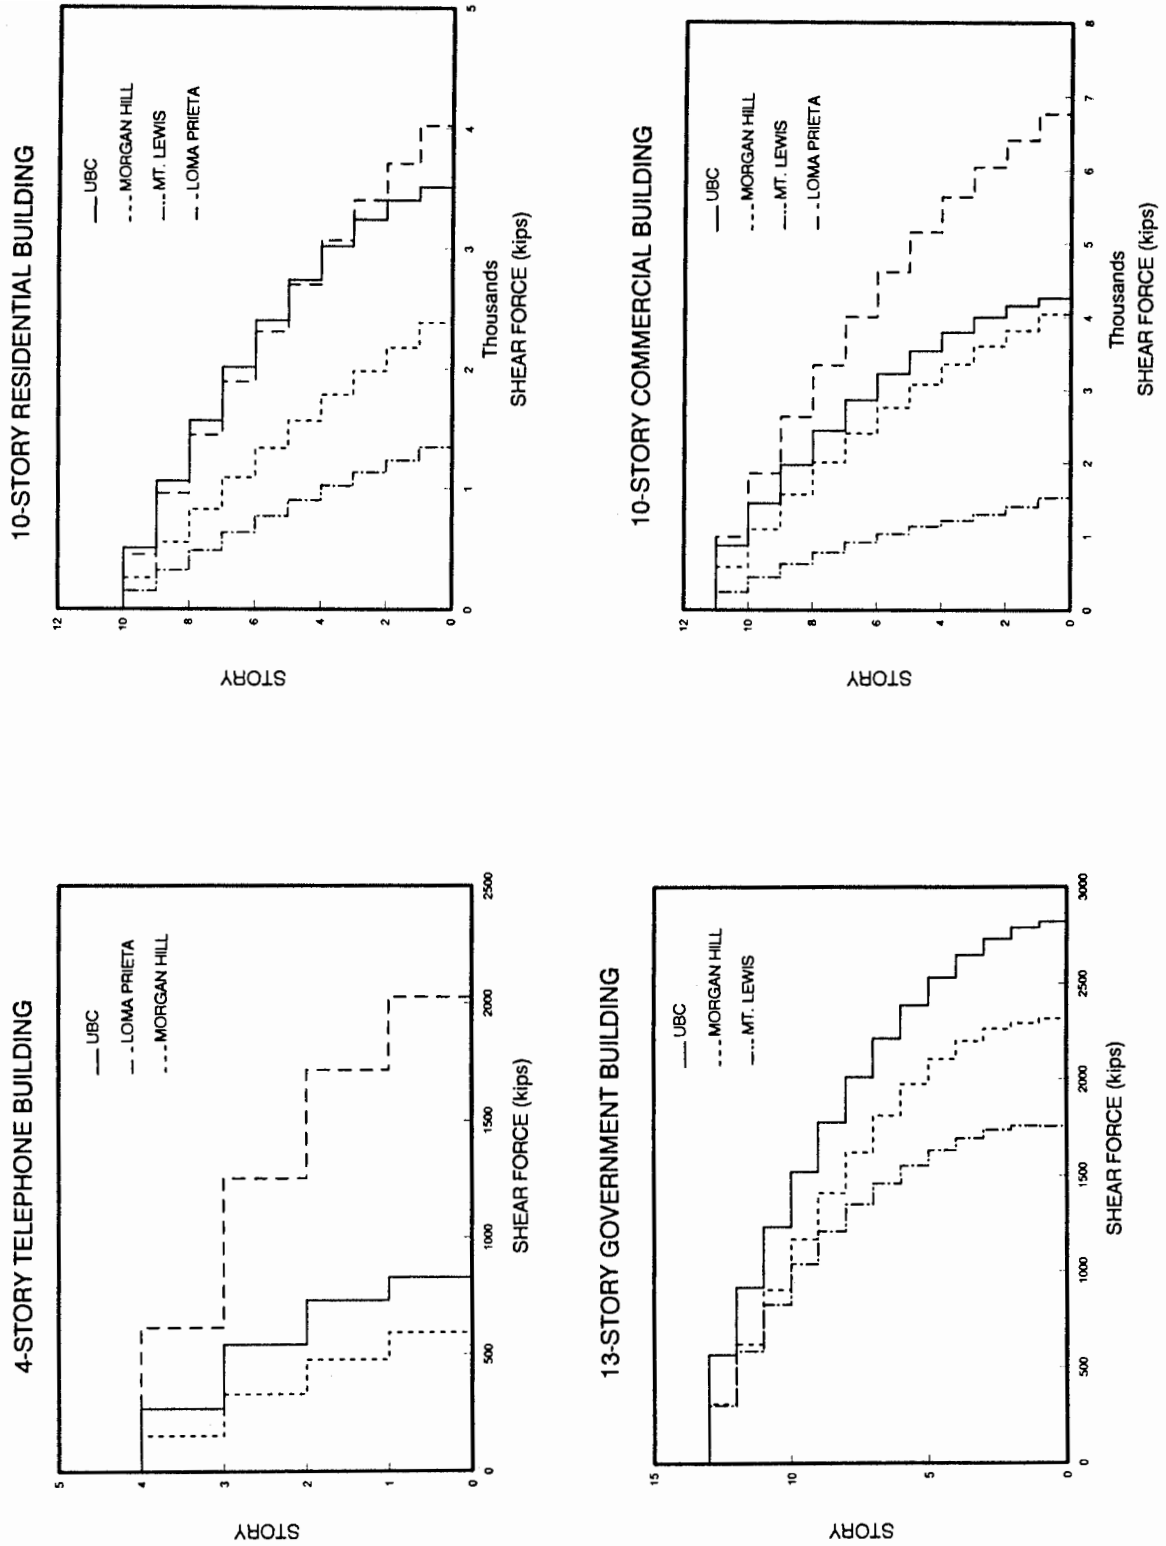 4-STORY TELEPHONE BUILDING
UBC
LOMA PRIETA
MORGAN HILL
5
4
3
2
1
0
STORY
0
500
1000
1500
2000
2500
SHEAR FORCE (kips)
10-STORY RESIDENTIAL BUILDING
UBC
MORGAN HILL
MT. LEWIS
LOMA PRIETA
12
10
8
6
4
2
0
STORY
0
1
2
3
4
5
Thousands
SHEAR FORCE (kips)
13-STORY GOVERNMENT BUILDING
UBC
MORGAN HILL
MT. LEWIS
15
10
5
0
STORY
0
500
1000
1500
2000
2500
3000
SHEAR FORCE (kips)
10-STORY COMMERCIAL BUILDING
UBC
MORGAN HILL
MT. LEWIS
LOMA PRIETA
12
10
8
6
4
2
0
STORY
0
1
2
3
4
5
6
7
8
Thousands
SHEAR FORCE (kips)